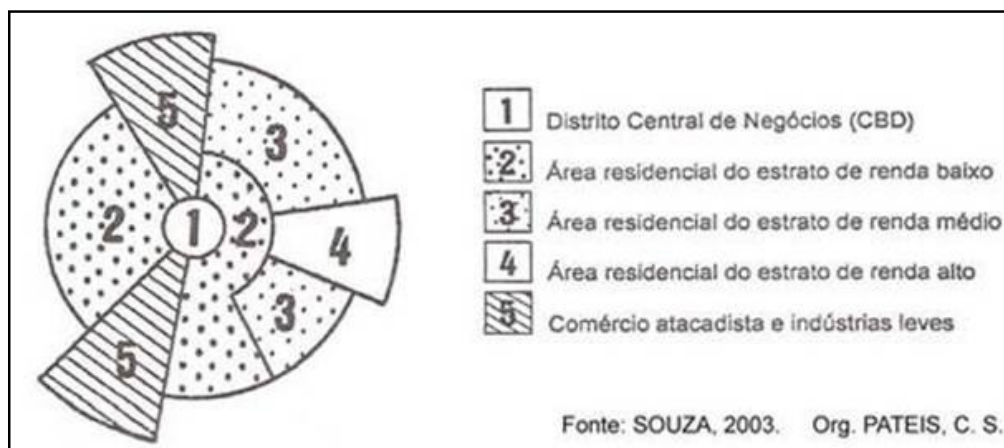 5
3
2
1
2
4
3
5
1 Distrito Central de Negócios (CBD)
2 Área residencial do estrato de renda baixo
3 Área residencial do estrato de renda médio
4 Área residencial do estrato de renda alto
5 Comércio atacadista e indústrias leves
Fonte: SOUZA, 2003. Org. PATEIS, C. S.